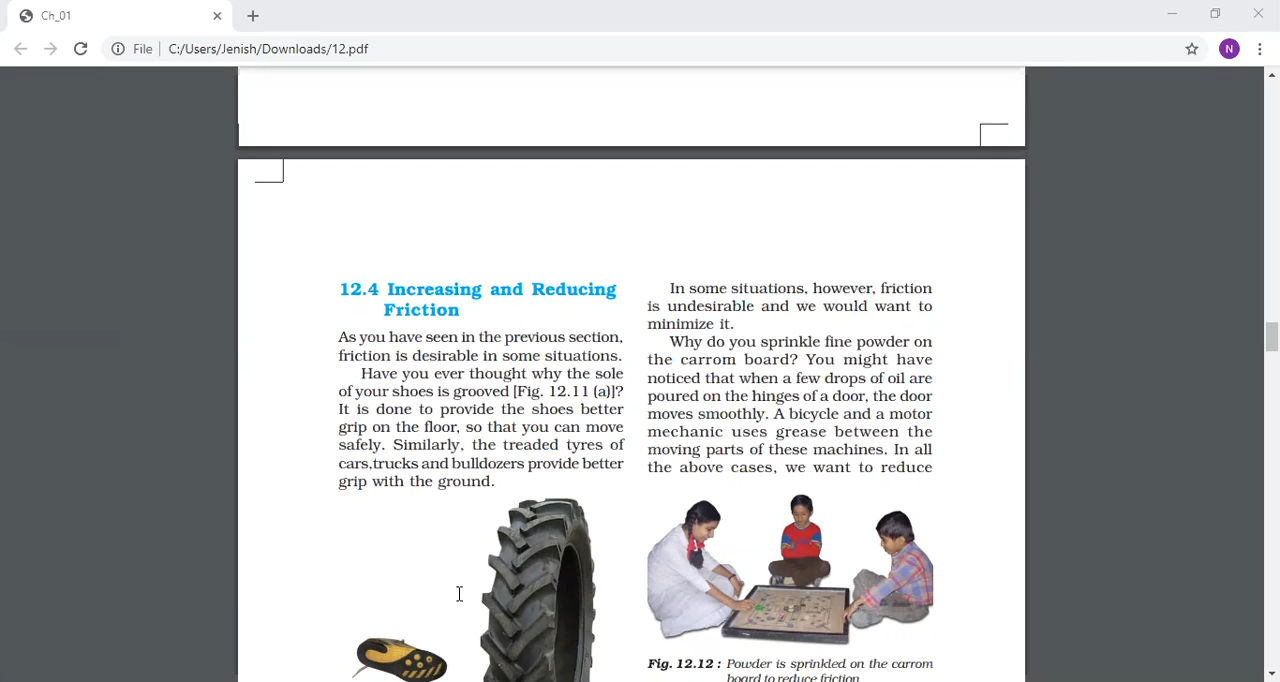 Ch_01
File
C:/Users/Jenish/Downloads/12.pdf
N
12.4 Increasing and Reducing
Friction
As you have seen in the previous section,
friction is desirable in some situations.
Have you ever thought why the sole
of your shoes is grooved [Fig. 12.11 (a)]?
It is done to provide the shoes better
grip on the floor, so that you can move
safely. Similarly, the treaded tyres of
cars,trucks and bulldozers provide better
grip with the ground.
In some situations, however, friction
is undesirable and we would want to
minimize it.
Why do you sprinkle fine powder on
the carrom board? You might have
noticed that when a few drops of oil are
poured on the hinges of a door, the door
moves smoothly. A bicycle and a motor
mechanic uses grease between the
moving parts of these machines. In all
the above cases, we want to reduce
Fig. 12.12 : Powder is sprinkled on the carrom
board to reduce friction